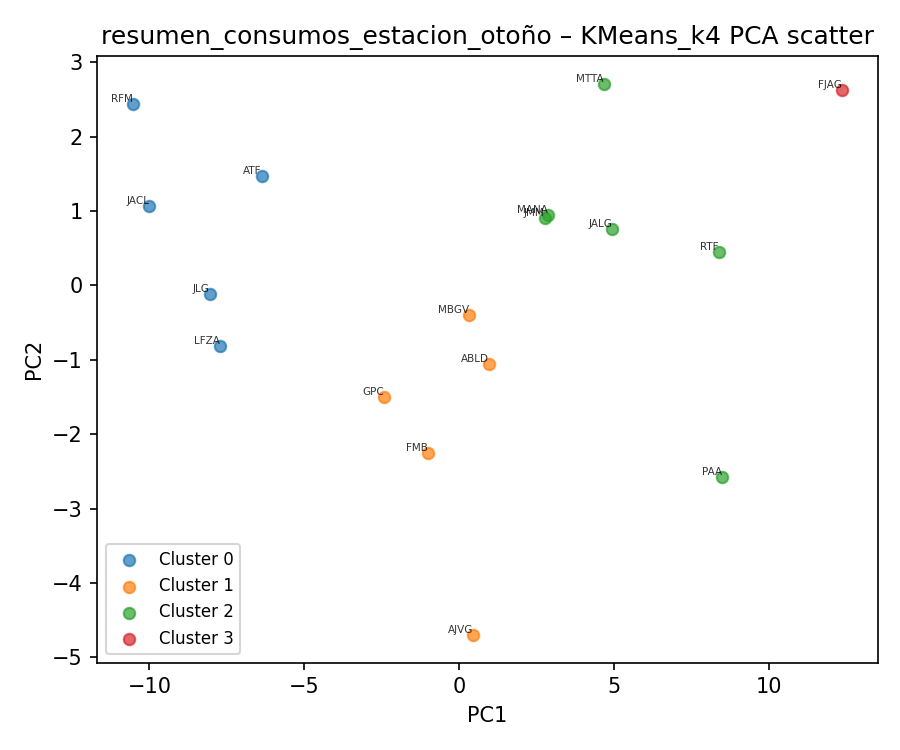 resumen_consumos_estacion_otoño – KMeans_k4 PCA scatter
3
2
1
0
−1
−2
−3
−4
−5
PC2
RFM
MTTA
FJAG
ATF
JACL
MANA
JALG
RTF
JLG
MBGV
LFZA
ABLD
GPC
FMB
PAA
AJVG
Cluster 0
Cluster 1
Cluster 2
Cluster 3
−10
−5
0
5
10
PC1